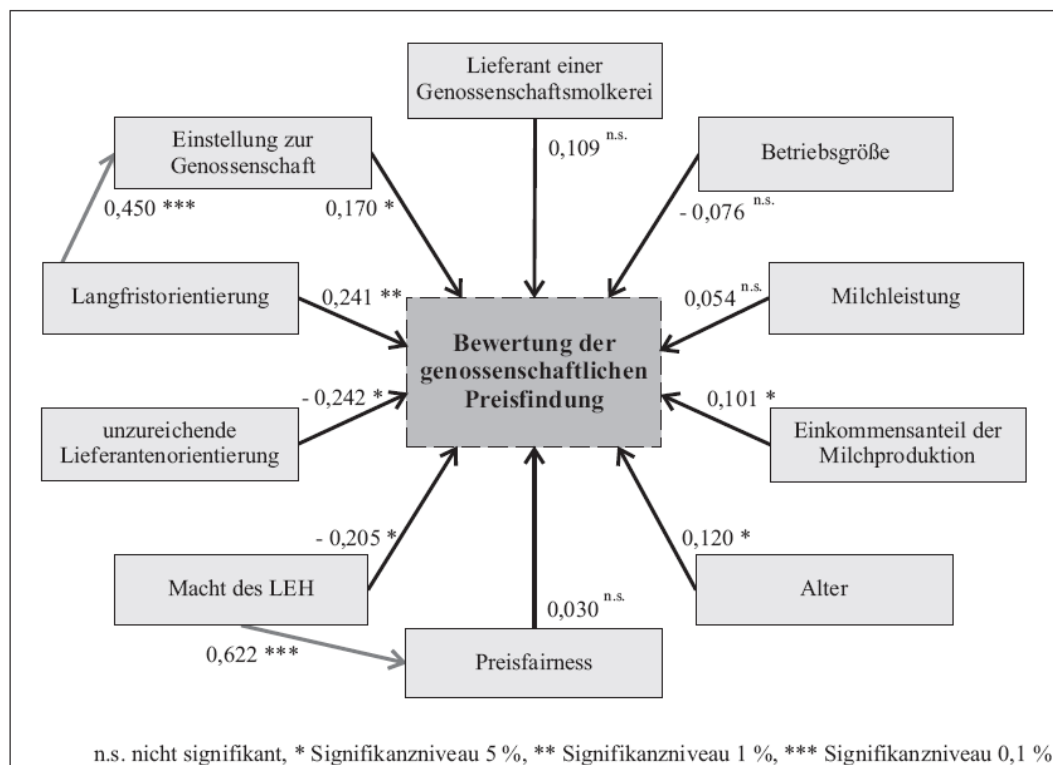 Lieferant einer
Genossenschaftsmolkerei
Einstellung zur
Genossenschaft
0,109 n.s.
Betriebsgröße
0,450 ***
0,170 *
- 0,076 n.s.
Langfristorientierung
0,241 **
0,054 n.s.
Milchleistung
Bewertung der
genossenschaftlichen
Preisfindung
- 0,242 *
0,101 *
unzureichende
Lieferantenorientierung
Einkommensanteil der
Milchproduktion
- 0,205 *
0,120 *
Macht des LEH
Alter
0,030 n.s.
0,622 ***
Preisfairness
n.s. nicht signifikant, * Signifikanzniveau 5 %, ** Signifikanzniveau 1 %, *** Signifikanzniveau 0,1 %